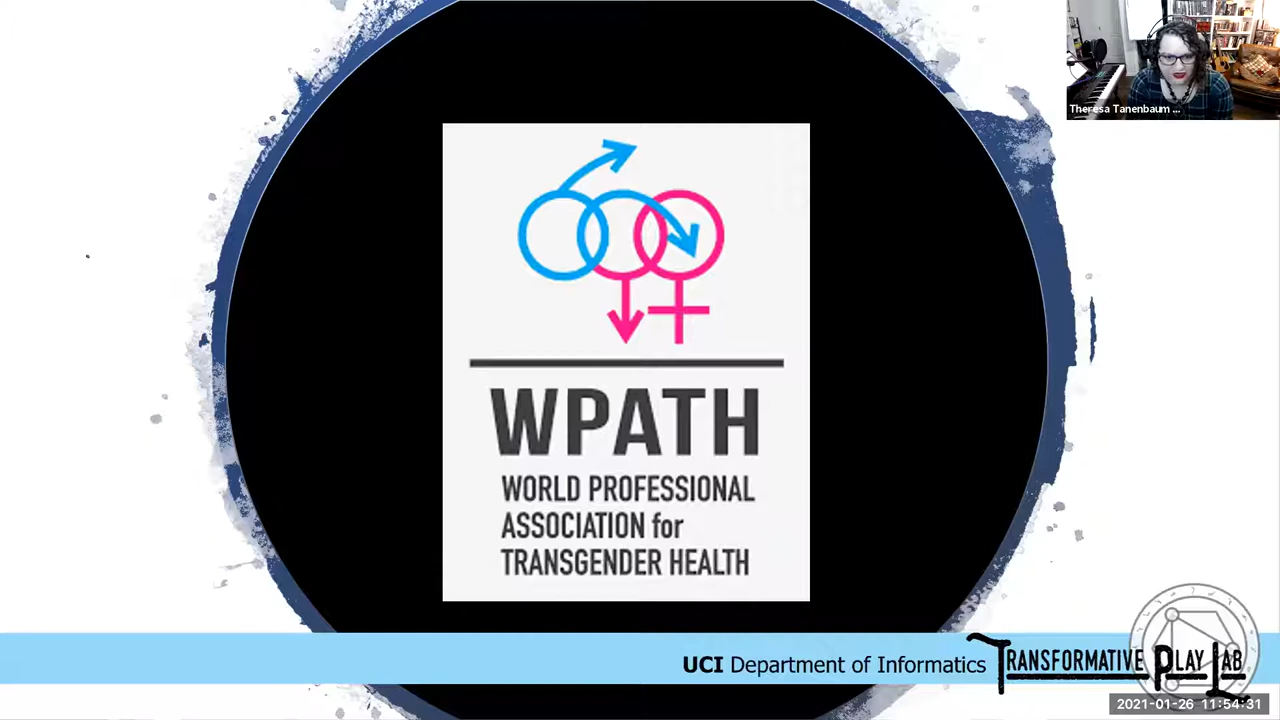 Theresa Tanenbaum ...
WPATH
WORLD PROFESSIONAL
ASSOCIATION for
TRANSGENDER HEALTH
UCI Department of Informatics
TRANSFORMATIVE PLAY LAB
2021-01-26 11:54:31